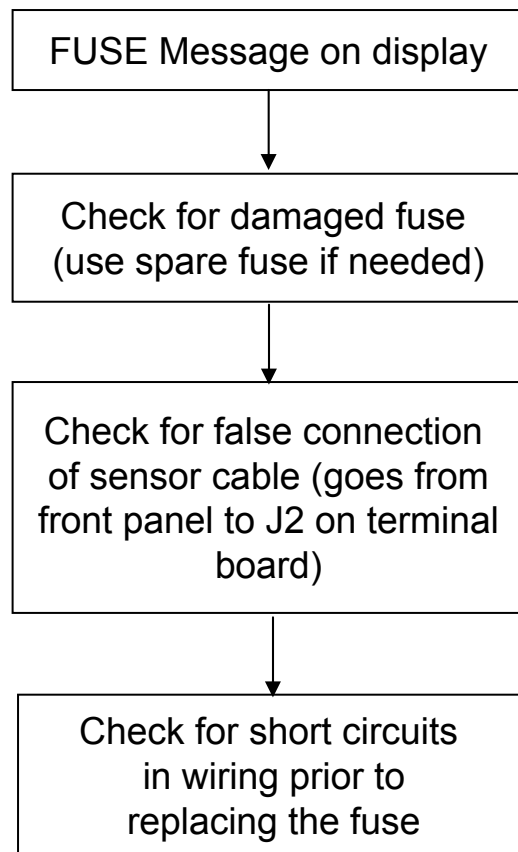 FUSE Message on display
Check for damaged fuse
(use spare fuse if needed)
Check for false connection
of sensor cable (goes from
front panel to J2 on terminal
board)
Check for short circuits
in wiring prior to
replacing the fuse